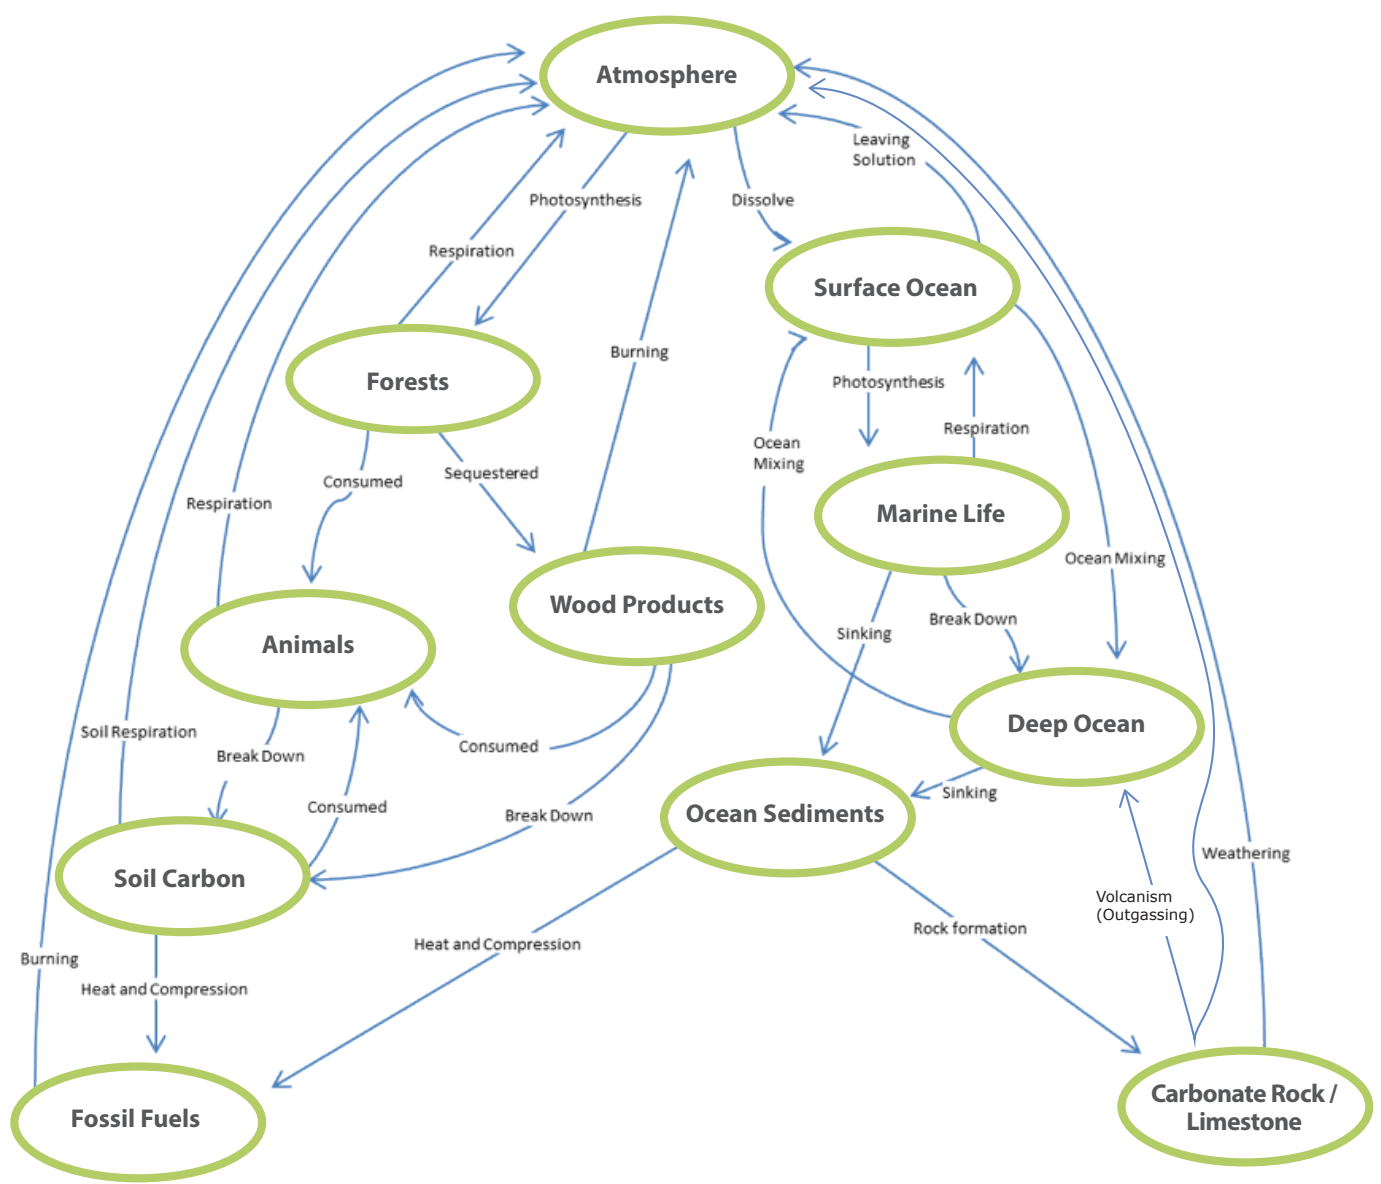 Atmosphere
Leaving
Solution
Photosynthesis
Dissolve
Respiration
Surface Ocean
Burning
Forests
Photosynthesis
Respiration
Ocean
Mixing
Sequestered
Consumed
Respiration
Marine Life
Ocean Mixing
Wood Products
Break Down
Sinking
Animals
Deep Ocean
Soil Respiration
Consumed
Break Down
Sinking
Consumed
Break Down
Ocean Sediments
Weathering
Soil Carbon
Volcanism
(Outgassing)
Rock formation
Heat and Compression
Burning
Heat and Compression
Fossil Fuels
Carbonate Rock /
Limestone